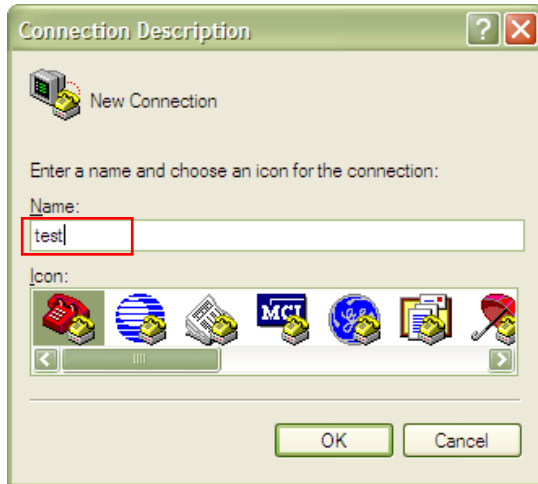 Connection Description
New Connection
Enter a name and choose an icon for the connection:
Name:
test
Icon:
MCI
OK Cancel